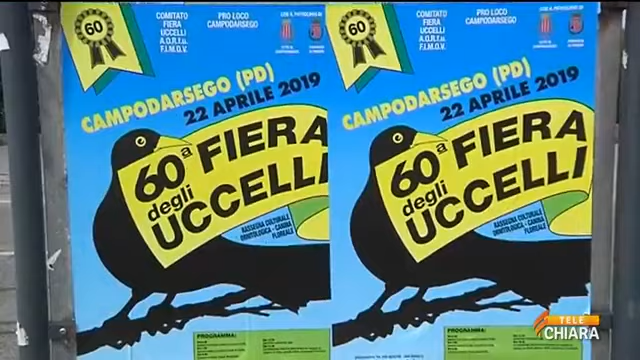 60
COMITATO
FIERA
UCCELLI
A.O.R.T.U.
F.I.M.O.V.
PRO LOCO
CAMPODARSEGO
CAMPODARSEGO (PD)
22 APRILE 2019
60ª FIERA
degli
UCCELLI
RASSEGNA CULTURALE
ORNITOLOGICA - CANINA
FLOREALE
PROGRAMMA:
60
COMITATO
FIERA
UCCELLI
F.I.M.O.V.
PRO LOCO
CAMPODARSEGO
CAMPODARSEGO (PD)
22 APRILE 2019
60ª FIERA
degli
UCCELLI
RASSEGNA CULTURALE
ORNITOLOGICA - CANINA
FLOREALE
PROGRAMMA:
TELE
CHIARA